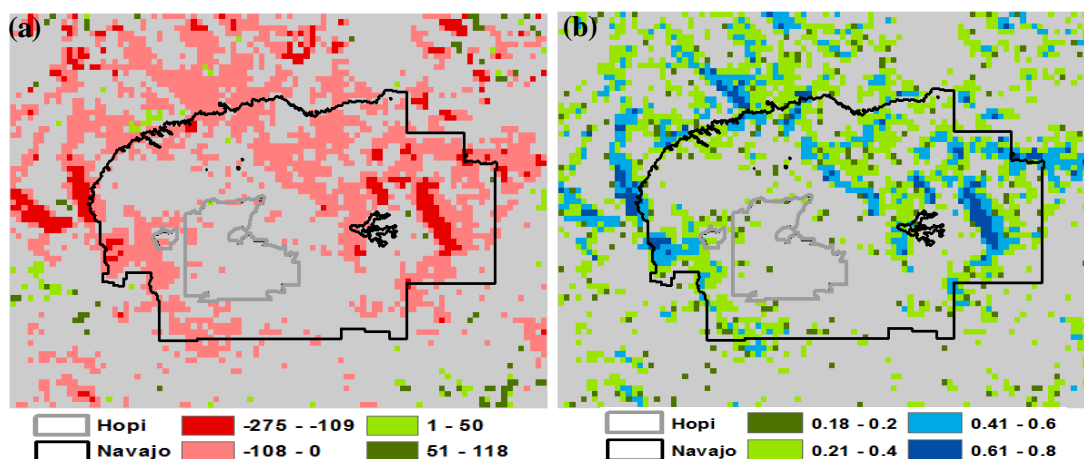 (a)
(b)
Hopi -275 - -109 1 - 50
Navajo -108 - 0 51 - 118
Hopi 0.18 - 0.2 0.41 - 0.6
Navajo 0.21 - 0.4 0.61 - 0.8